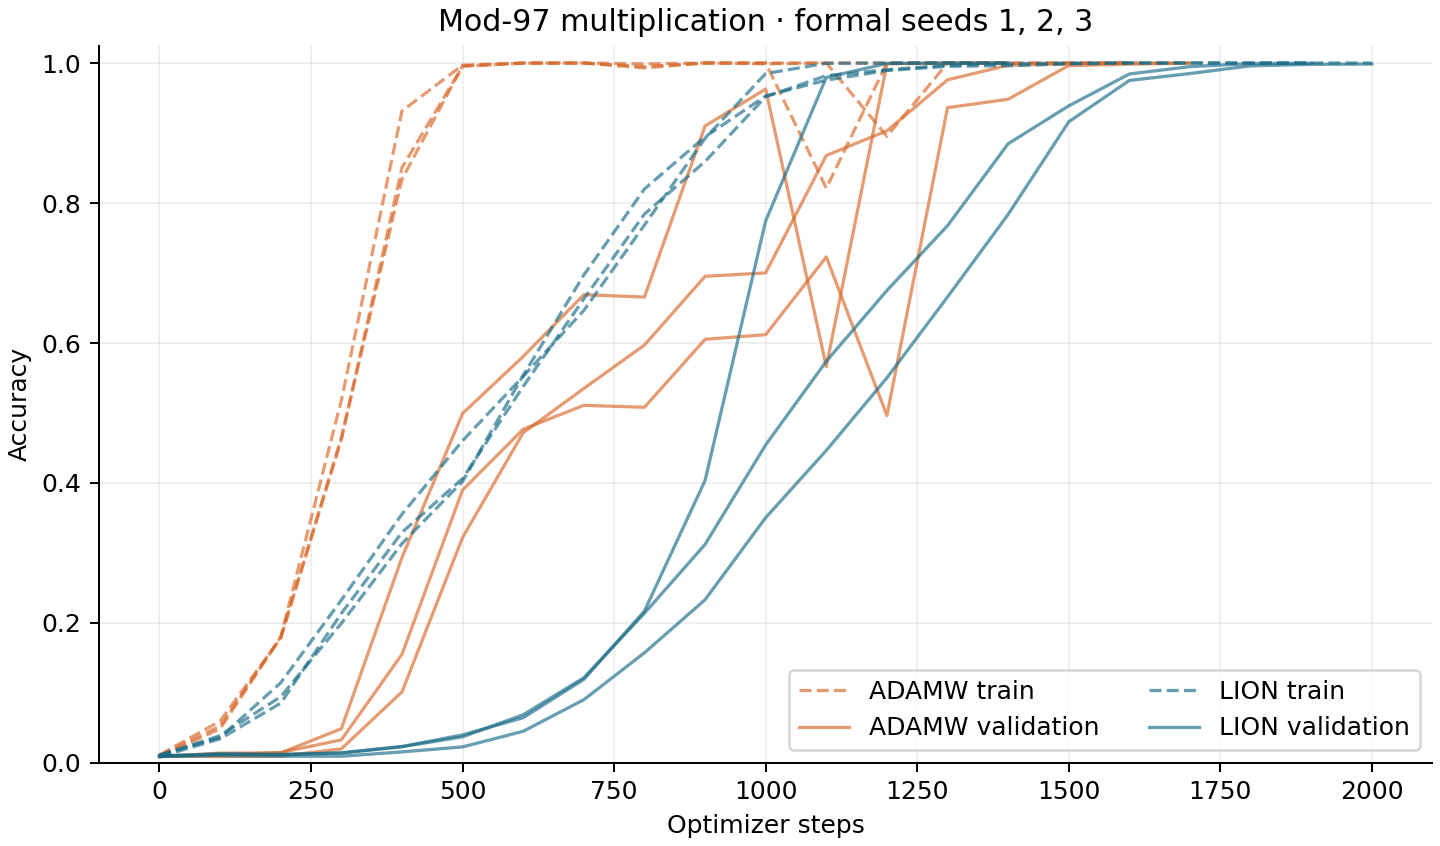 Mod-97 multiplication · formal seeds 1, 2, 3
Accuracy
1.0
0.8
0.6
0.4
0.2
0.0
ADAMW train
ADAMW validation
LION train
LION validation
0 250 500 750 1000 1250 1500 1750 2000
Optimizer steps